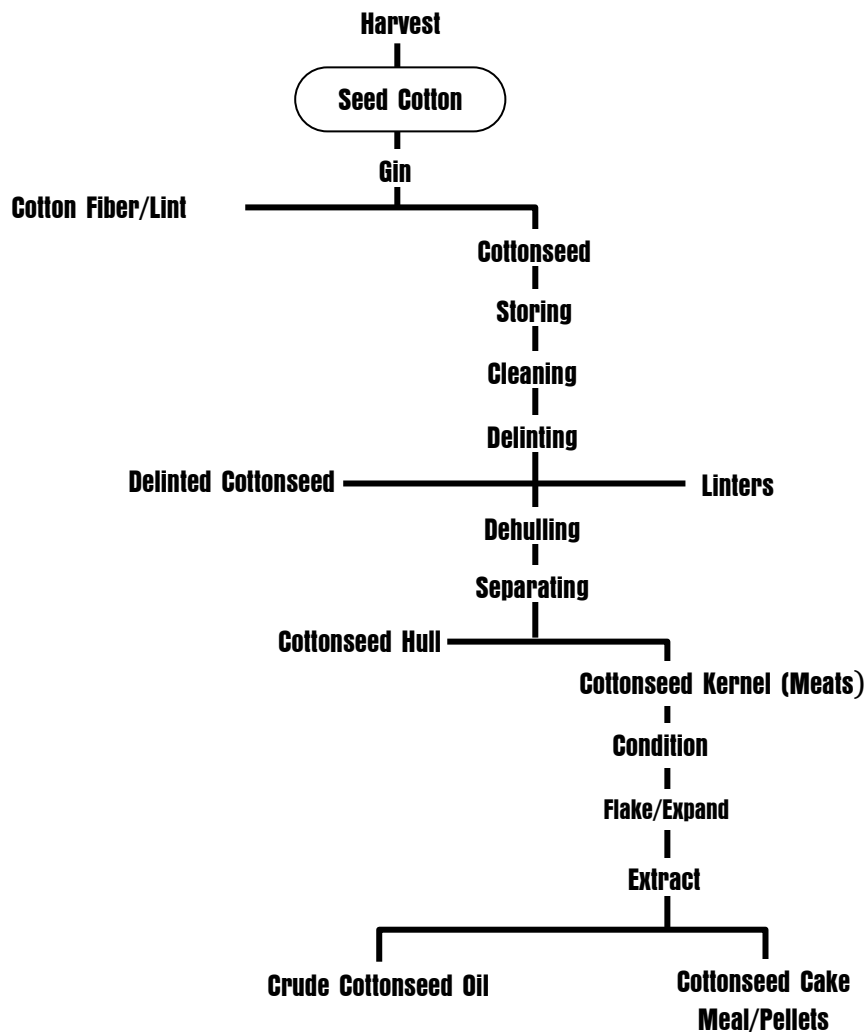 Harvest
Seed Cotton
Gin
Cotton Fiber/Lint
Cottonseed
Storing
Cleaning
Delinting
Delinted Cottonseed
Linters
Dehulling
Separating
Cottonseed Hull
Cottonseed Kernel (Meats)
Condition
Flake/Expand
Extract
Crude Cottonseed Oil
Cottonseed Cake
Meal/Pellets